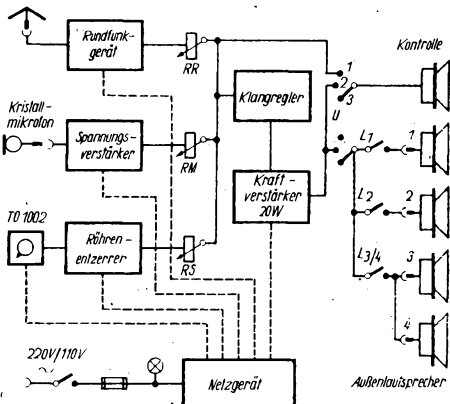 Rundfunk-
gerät
RR
Kontrolle
1
2
3
U
Klangregler
Kristall-
mikrofon
Spannungs-
verstärker
RM
L1
1
Kraft-
verstärker
20W
L2
2
TO 1002
Röhren-
entzerrer
RS
L3/4
3
4
220V/110V
Netzgerät
Außenlautsprecher